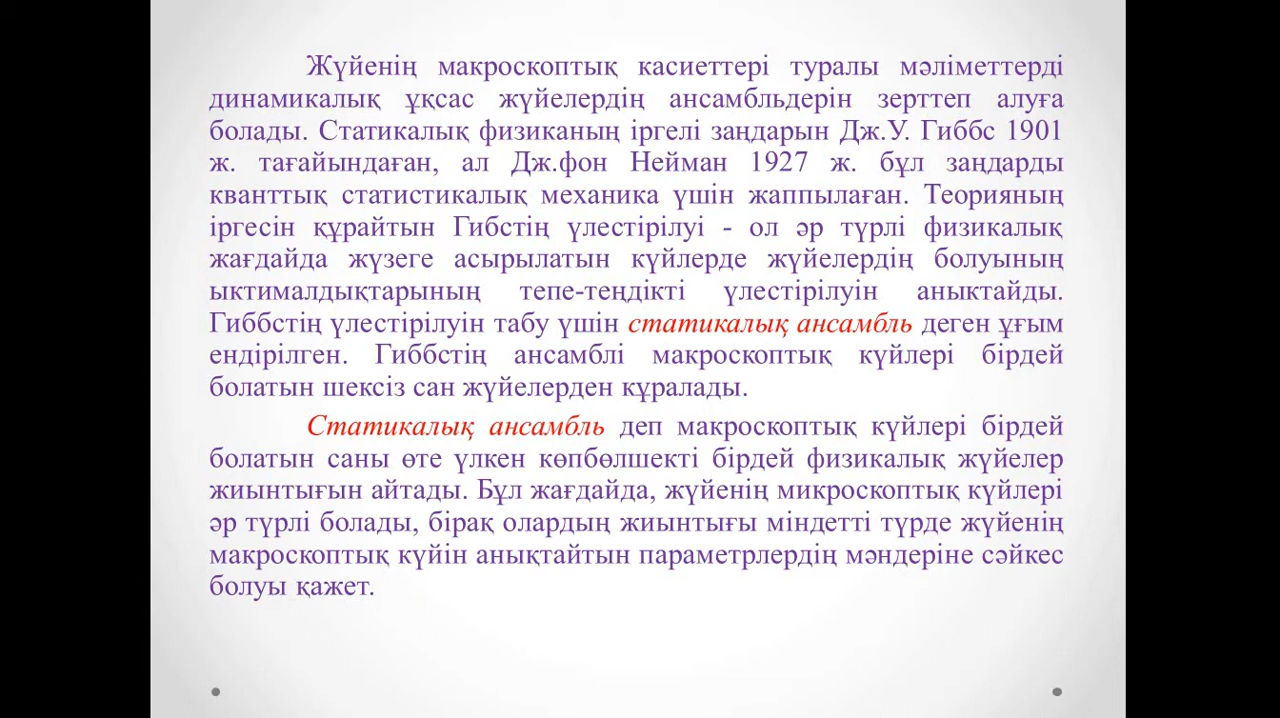 Жүйенің макроскоптық касиеттері туралы мәліметтерді
динамикалық ұқсас жүйелердің ансамбльдерін зерттеп алуға
болады. Статикалық физиканың іргелі заңдарын Дж.У. Гиббс 1901
ж. тағайындаған, ал Дж.фон Нейман 1927 ж. бұл заңдарды
кванттық статистикалық механика үшін жаппылаған. Теорияның
іргесін құрайтын Гибстің үлестірілуі - ол әр түрлі физикалық
жағдайда жүзеге асырылатын күйлерде жүйелердің болуының
ыктималдықтарының тепе-теңдікті үлестірілуін аныктайды.
Гиббстің үлестірілуін табу үшін статикалық ансамбль деген ұғым
ендірілген. Гиббстің ансамблі макроскоптық күйлері бірдей
болатын шексіз сан жүйелерден кұралады.
Статикалық ансамбль деп макроскоптық күйлері бірдей
болатын саны өте үлкен көпбөлшекті бірдей физикалық жүйелер
жиынтығын айтады. Бұл жағдайда, жүйенің микроскоптық күйлері
әр түрлі болады, бірақ олардың жиынтығы міндетті түрде жүйенің
макроскоптық күйін анықтайтын параметрлердің мәндеріне сәйкес
болуы қажет.